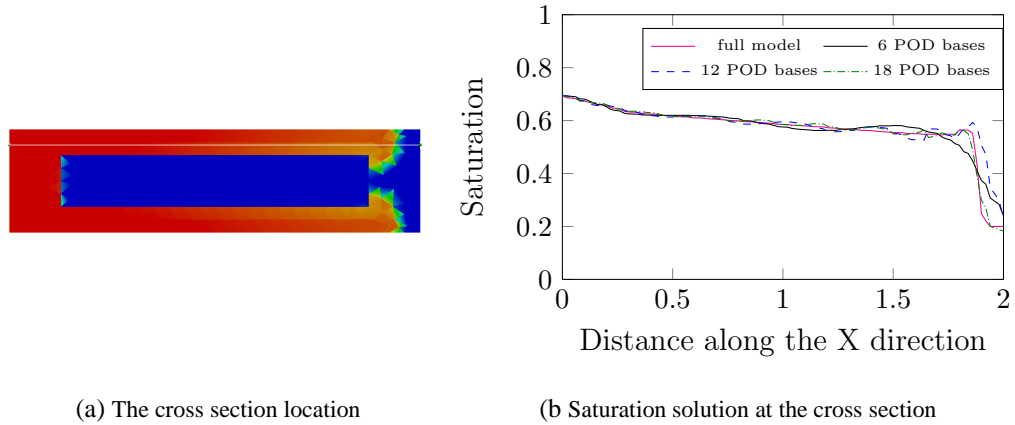 1
0.8
0.6
0.4
0.2
0
Saturation
full model
6 POD bases
12 POD bases
18 POD bases
0 0.5 1 1.5 2
Distance along the X direction
(a) The cross section location
(b Saturation solution at the cross section